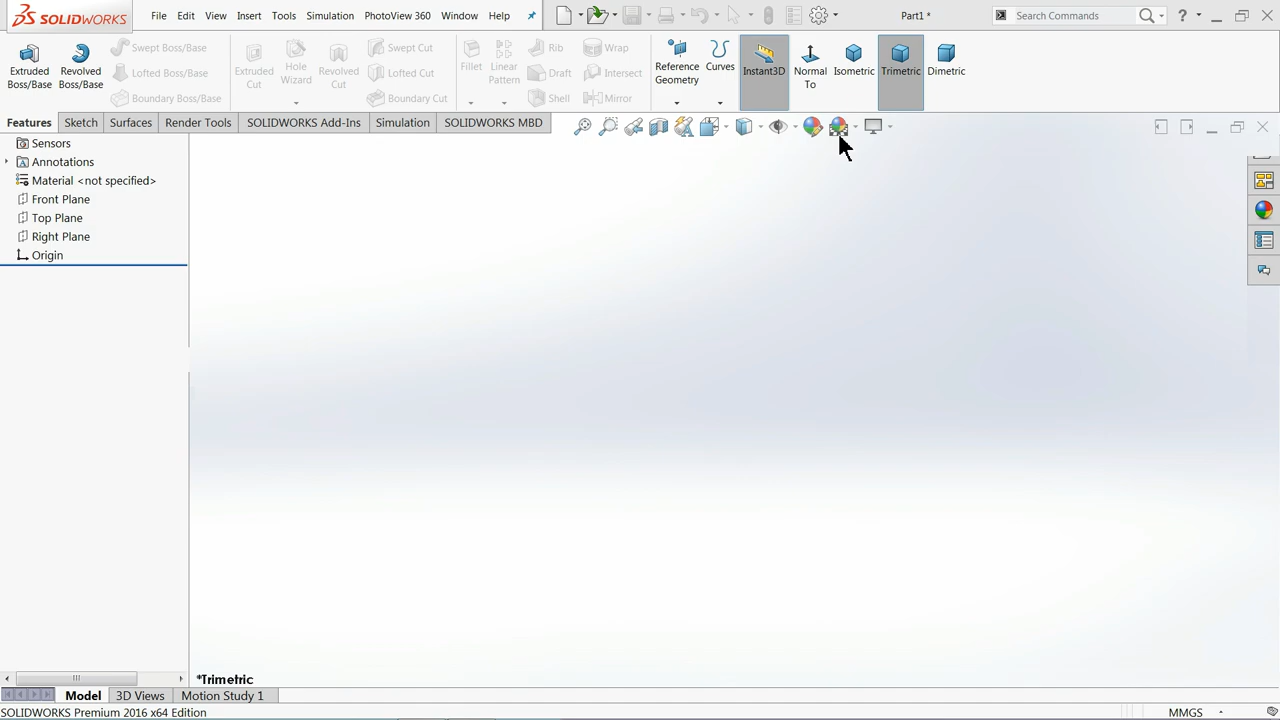 SOLIDWORKS File Edit View Insert Tools Simulation PhotoView 360 Window Help Part1 * Search Commands ?
Extruded Boss/Base
Revolved Boss/Base
Swept Boss/Base
Lofted Boss/Base
Boundary Boss/Base
Extruded Cut
Hole Wizard
Revolved Cut
Swept Cut
Lofted Cut
Boundary Cut
Fillet
Linear Pattern
Rib
Draft
Shell
Wrap
Intersect
Mirror
Reference Geometry
Curves
Instant3D
Normal To
Isometric
Trimetric
Dimetric
Features Sketch Surfaces Render Tools SOLIDWORKS Add-Ins Simulation SOLIDWORKS MBD
Sensors
Annotations
Material <not specified>
Front Plane
Top Plane
Right Plane
Origin
*Trimetric
Model 3D Views Motion Study 1
SOLIDWORKS Premium 2016 x64 Edition MMGS